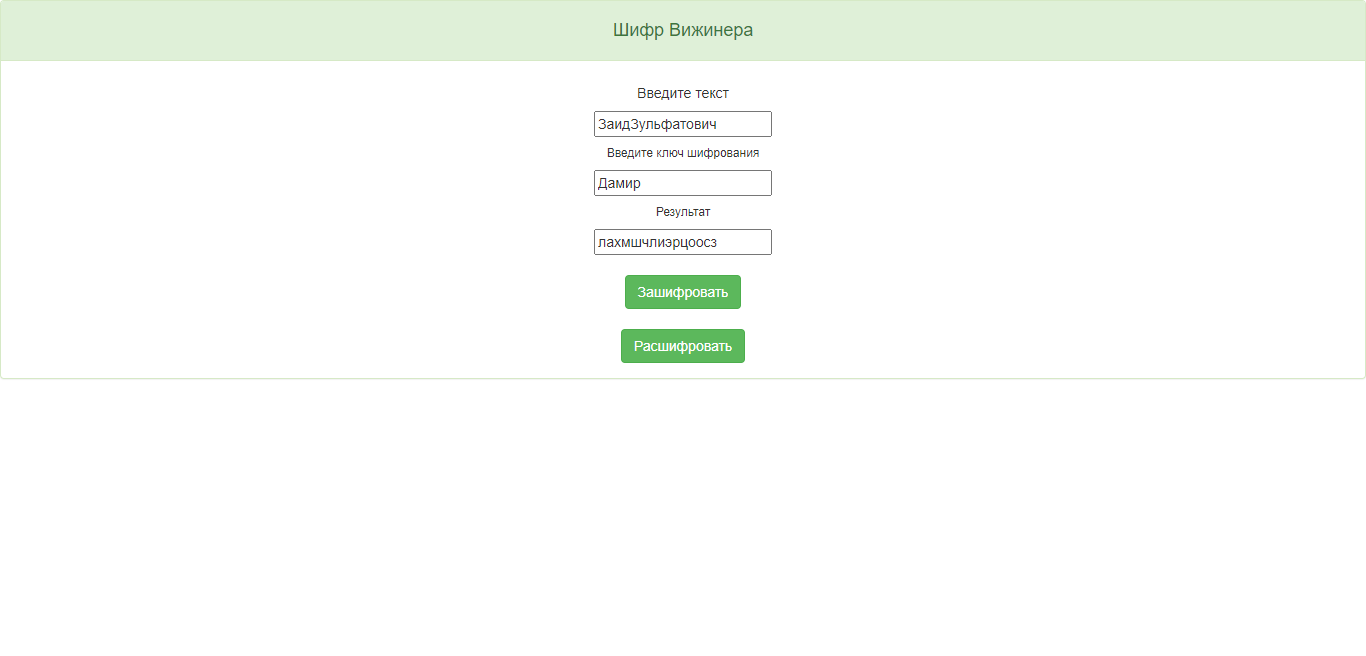 Шифр Вижинера
Введите текст
ЗаидЗульфатович
Введите ключ шифрования
Дамир
Результат
лахмшчлиэрцоосз
Зашифровать
Расшифровать